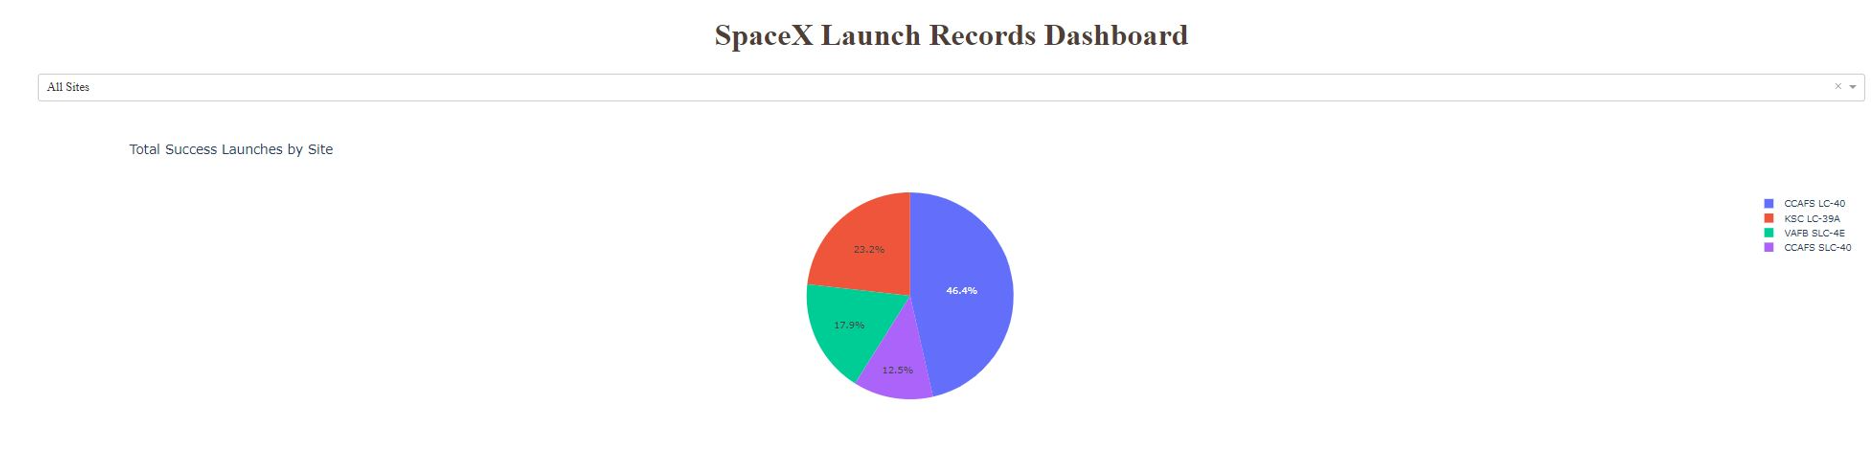 SpaceX Launch Records Dashboard
All Sites
× 
Total Success Launches by Site
CCAFS LC-40
KSC LC-39A
VAFB SLC-4E
CCAFS SLC-40
23.2%
46.4%
17.9%
12.5%